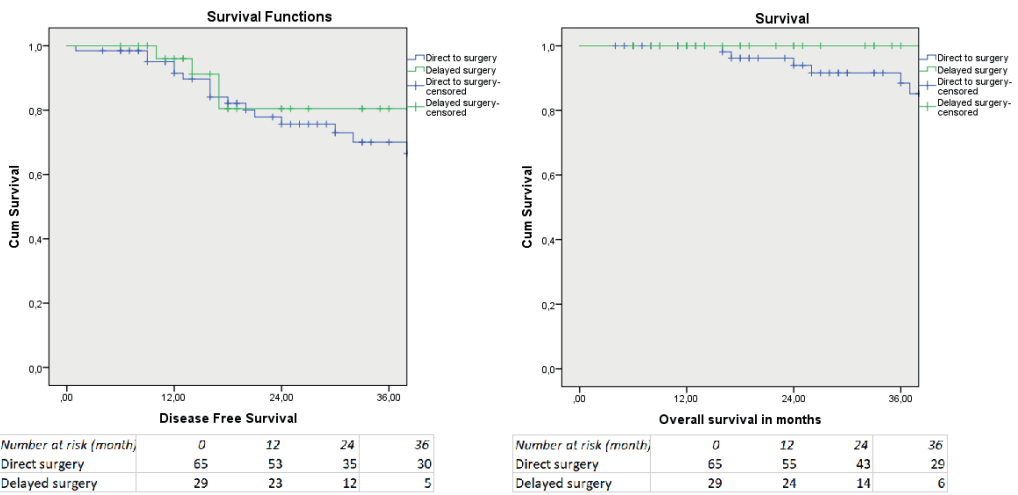 Survival Functions
1,0
0,8
0,6
0,4
0,2
0,0
Cum Survival
,00
12,00
24,00
36,00
Disease Free Survival
Direct to surgery
Delayed surgery
Direct to surgery-
censored
Delayed surgery-
censored
Number at risk (month) 0 12 24 36
Direct surgery 65 53 35 30
Delayed surgery 29 23 12 5
Survival
1,0
0,8
0,6
0,4
0,2
0,0
Cum Survival
,00
12,00
24,00
36,00
Overall survival in months
Direct to surgery
Delayed surgery
Direct to surgery-
censored
Delayed surgery-
censored
Number at risk (month) 0 12 24 36
Direct surgery 65 55 43 29
Delayed surgery 29 24 14 6